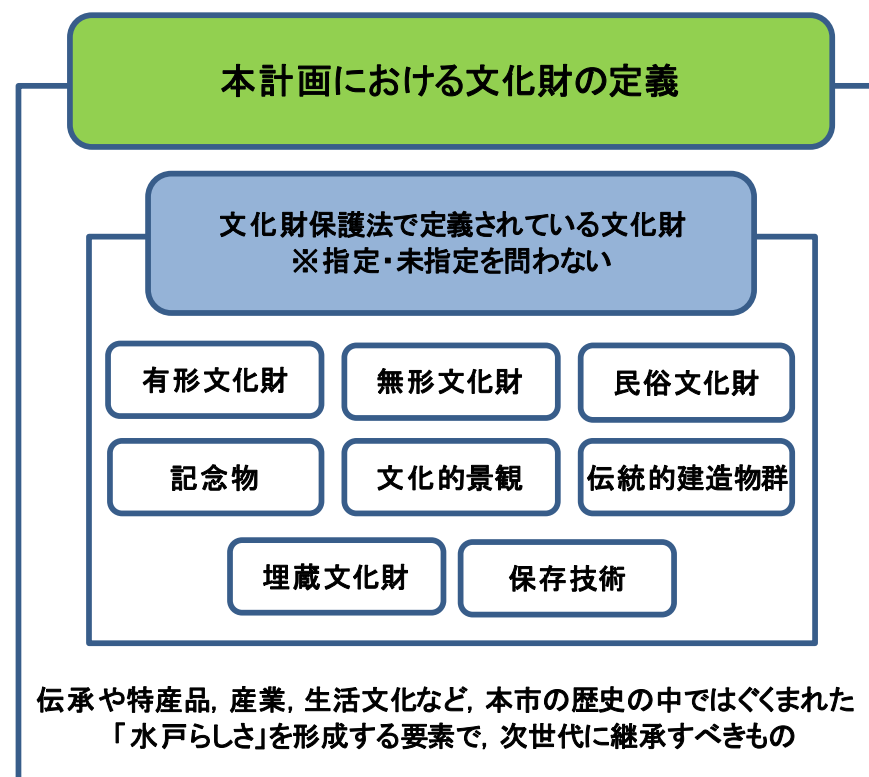 本計画における文化財の定義
文化財保護法で定義されている文化財
※指定・未指定を問わない
有形文化財
無形文化財
民俗文化財
記念物
文化的景観
伝統的建造物群
埋蔵文化財
保存技術
伝承や特産品，産業，生活文化など，本市の歴史の中ではぐくまれた
「水戸らしさ」を形成する要素で，次世代に継承すべきもの